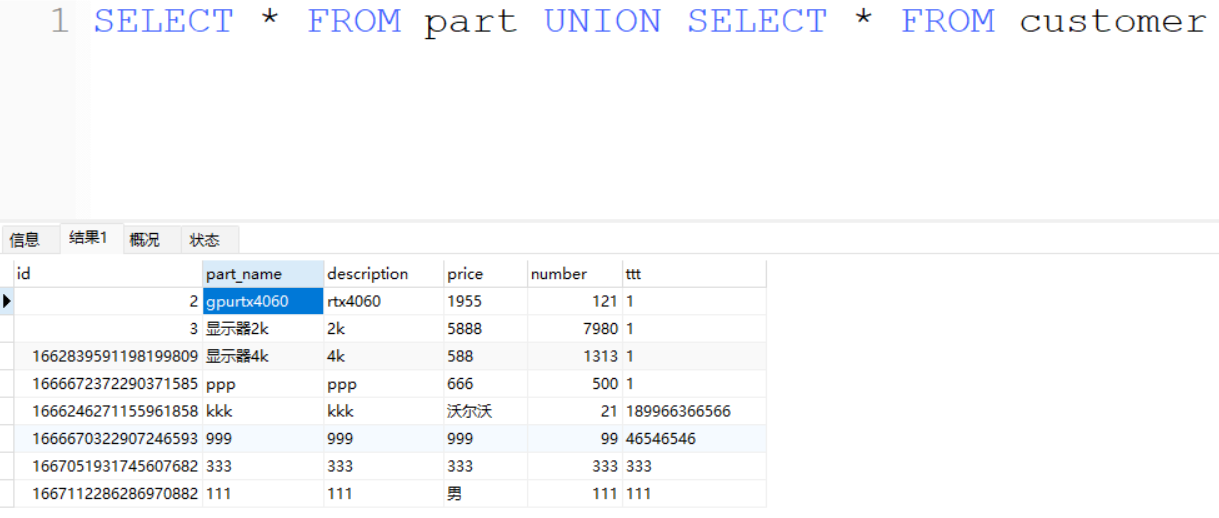 1 SELECT * FROM part UNION SELECT * FROM customer
信息 结果1 概况 状态
id part_name description price number ttt
2 gpurtx4060 rtx4060 1955 121 1
3 显示器2k 2k 5888 7980 1
1662839591198199809 显示器4k 4k 588 1313 1
1666672372290371585 ppp ppp 666 500 1
1666246271155961858 kkk kkk 沃尔沃 21 189966366566
1666670322907246593 999 999 999 99 46546546
1667051931745607682 333 333 333 333 333
1667112286286970882 111 111 男 111 111